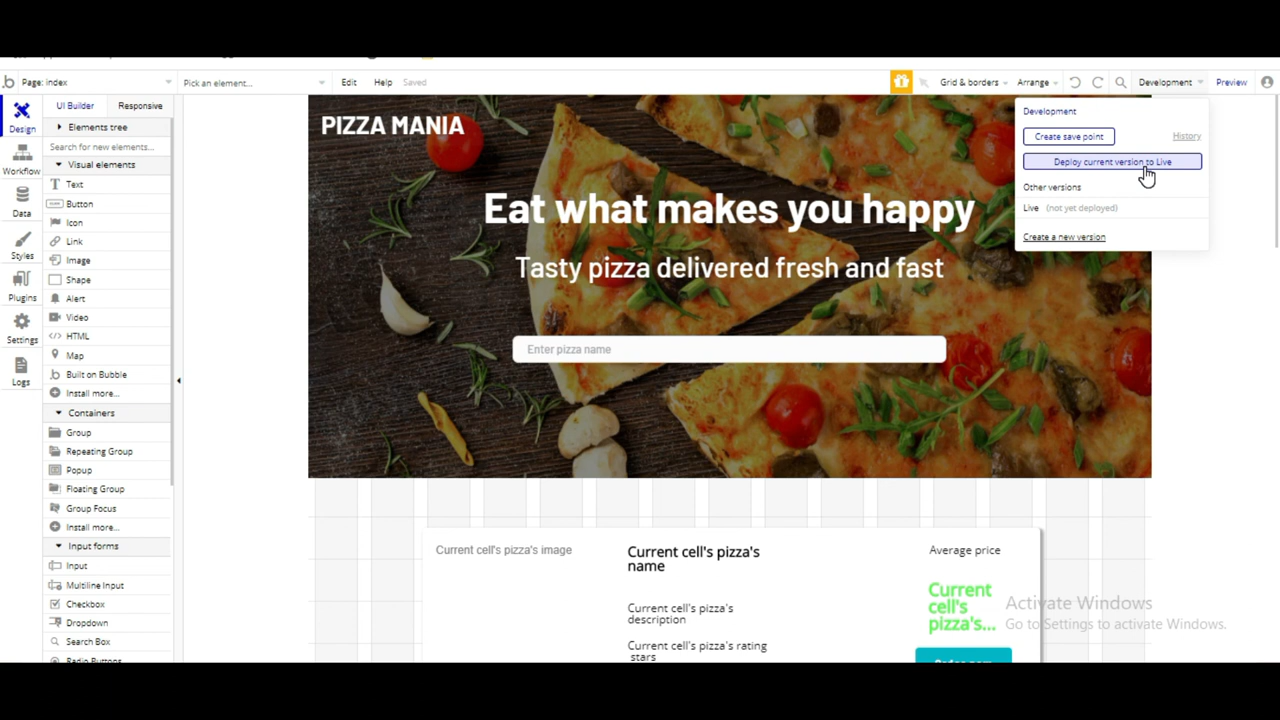 Page: index
Pick an element...
Edit
Help
Saved
Grid & borders
Arrange
Development
Preview
Design
Workflow
Data
Styles
Plugins
Settings
Logs
UI Builder
Responsive
Elements tree
Search for new elements...
Visual elements
Text
Button
Icon
Link
Image
Shape
Alert
Video
HTML
Map
Built on Bubble
Install more...
Containers
Group
Repeating Group
Popup
Floating Group
Group Focus
Install more...
Input forms
Input
Multiline Input
Checkbox
Dropdown
Search Box
Radio Buttons
PIZZA MANIA
Eat what makes you happy
Tasty pizza delivered fresh and fast
Enter pizza name
Development
Create save point
History
Deploy current version to Live
Other versions
Live (not yet deployed)
Create a new version
Current cell's pizza's image
Current cell's pizza's
name
Current cell's pizza's
description
Current cell's pizza's rating
stars
Average price
Current
cell's
pizza's...
Activate Windows
Go to Settings to activate Windows.